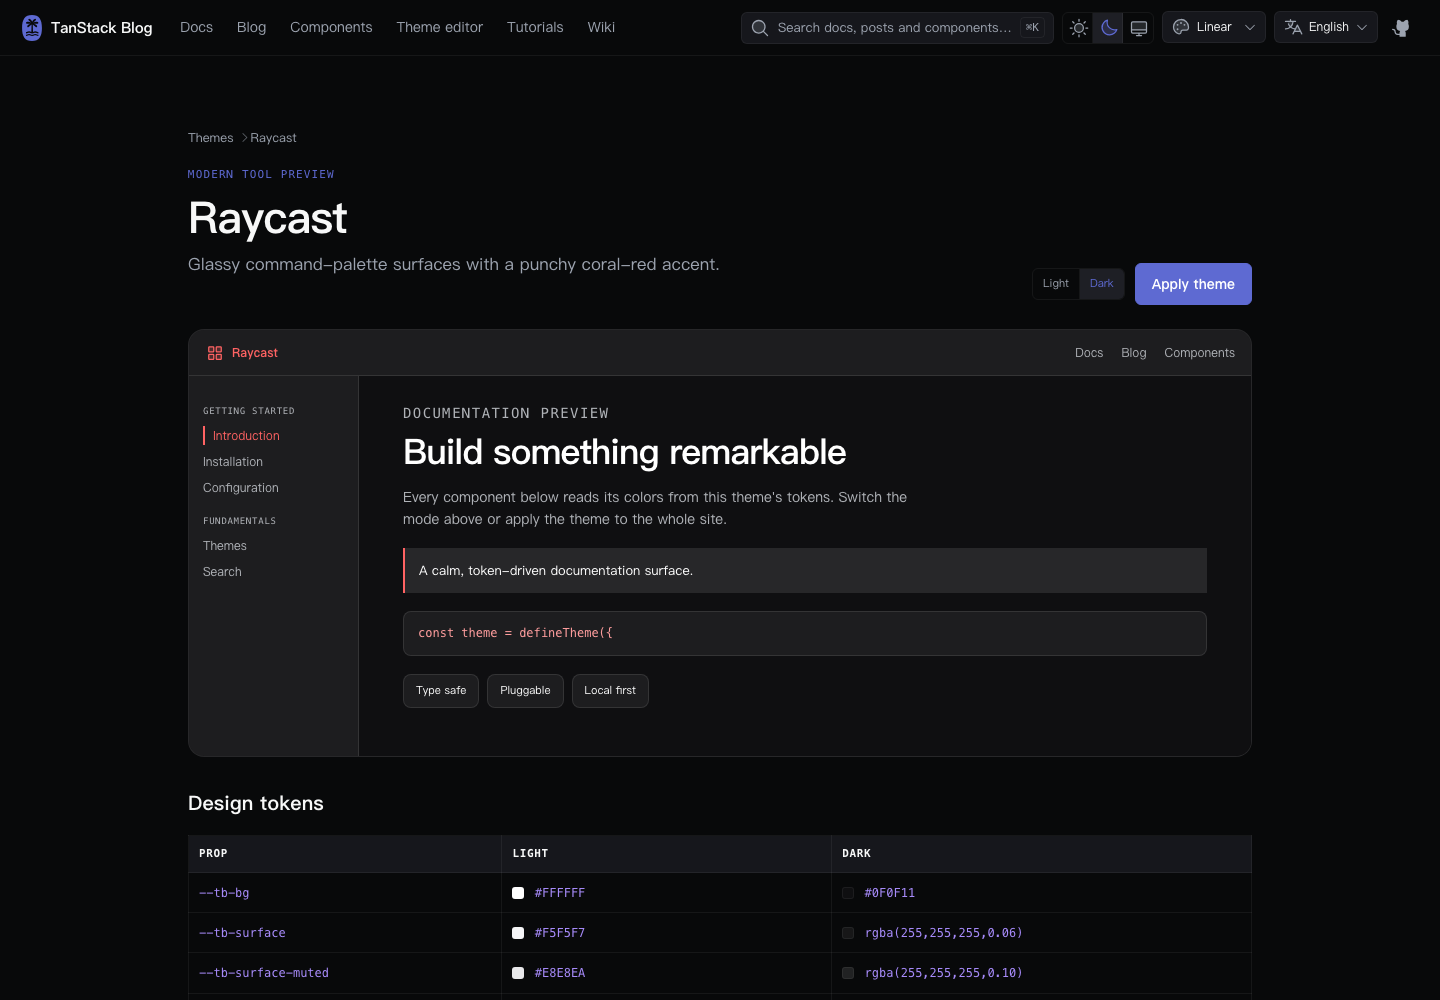 TanStack Blog
Docs
Blog
Components
Theme editor
Tutorials
Wiki
Search docs, posts and components...
⌘K
Linear
English
Themes
Raycast
MODERN TOOL PREVIEW
Raycast
Glassy command-palette surfaces with a punchy coral-red accent.
Light
Dark
Apply theme
Raycast
Docs
Blog
Components
GETTING STARTED
Introduction
Installation
Configuration
FUNDAMENTALS
Themes
Search
DOCUMENTATION PREVIEW
Build something remarkable
Every component below reads its colors from this theme's tokens. Switch the
mode above or apply the theme to the whole site.
A calm, token-driven documentation surface.
const theme = defineTheme({
Type safe
Pluggable
Local first
Design tokens
PROP LIGHT DARK
--tb-bg #FFFFFF #0F0F11
--tb-surface #F5F5F7 rgba(255,255,255,0.06)
--tb-surface-muted #E8E8EA rgba(255,255,255,0.10)